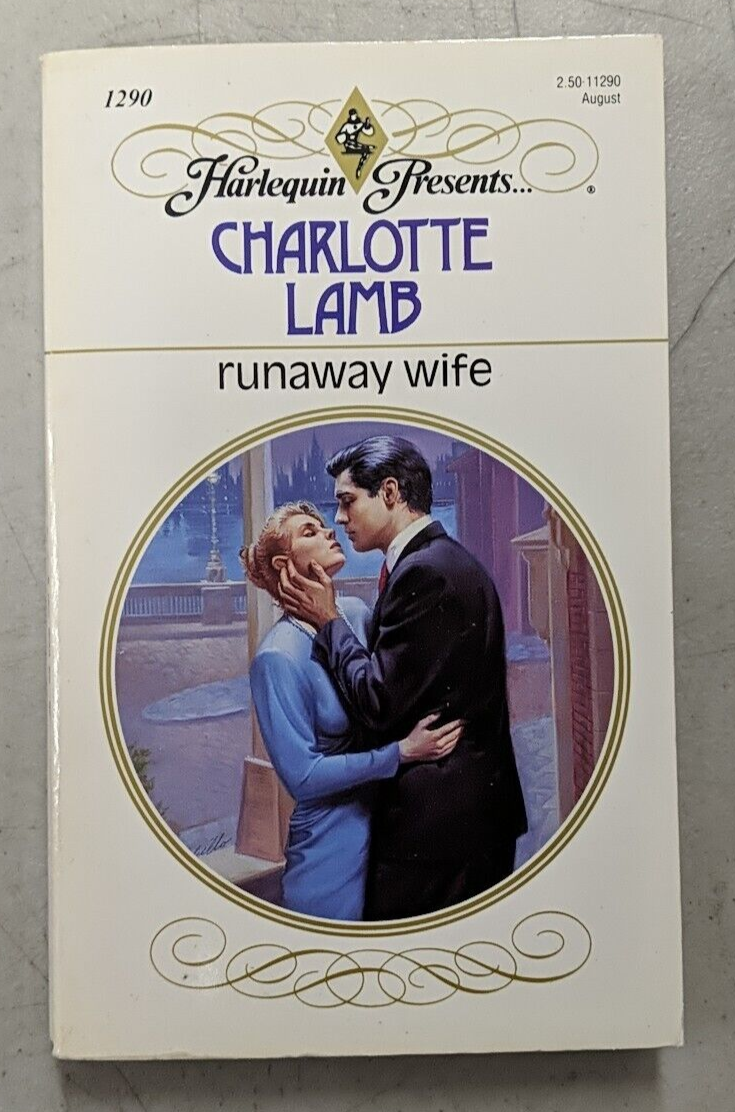 1290
2.50-11290
August
Harlequin Presents...®
CHARLOTTE
LAMB
runaway wife